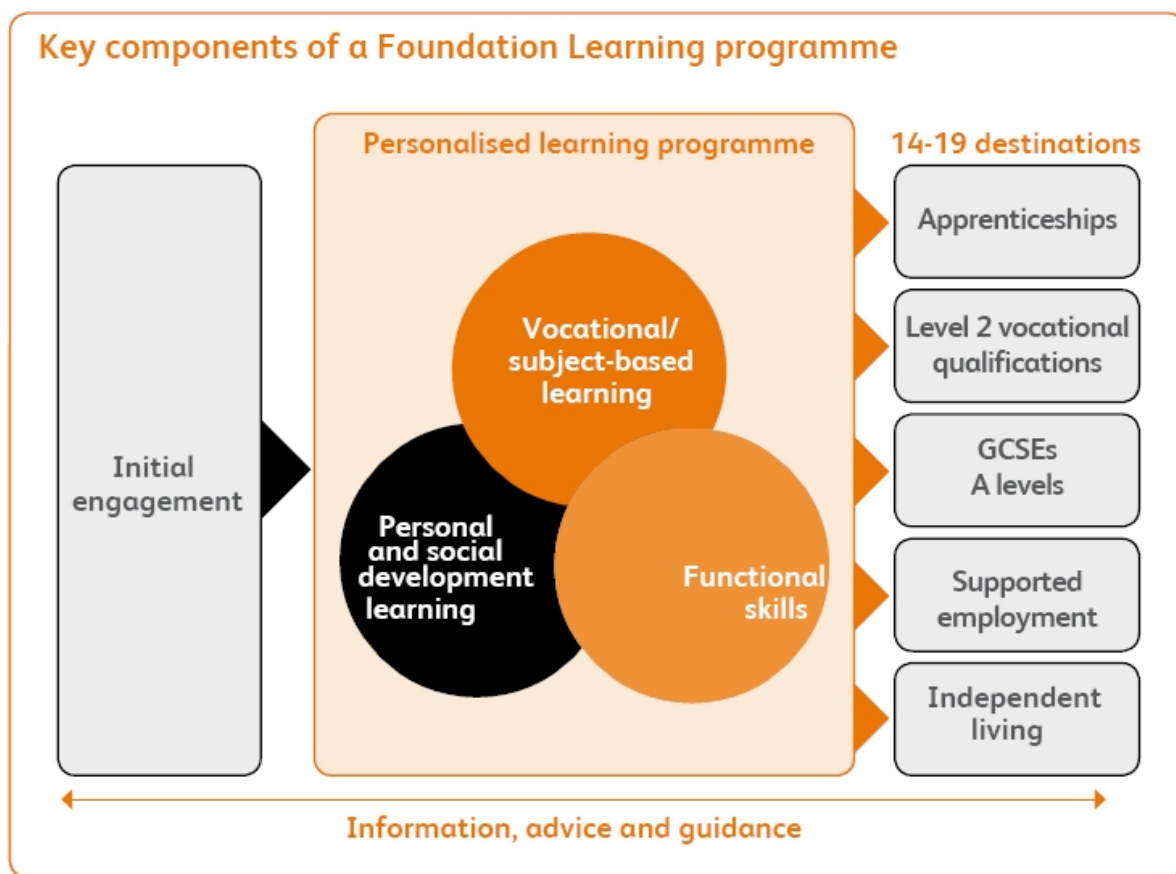 Key components of a Foundation Learning programme
Initial
engagement
Personalised learning programme
Vocational/
subject-based
learning
Personal
and social
development
learning
Functional
skills
14-19 destinations
Apprenticeships
Level 2 vocational
qualifications
GCSEs
A levels
Supported
employment
Independent
living
Information, advice and guidance